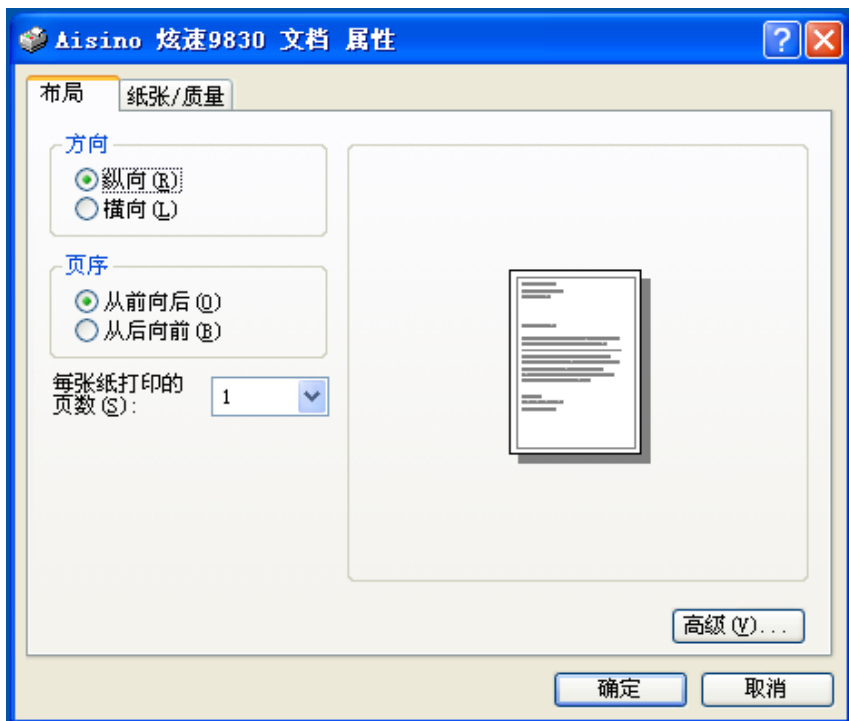 Aisino 炫速9830 文档 属性
布局
纸张/质量
方向
纵向(R)
横向(L)
页序
从前向后(O)
从后向前(B)
每张纸打印的
页数(S):
1
高级(V)...
确定
取消